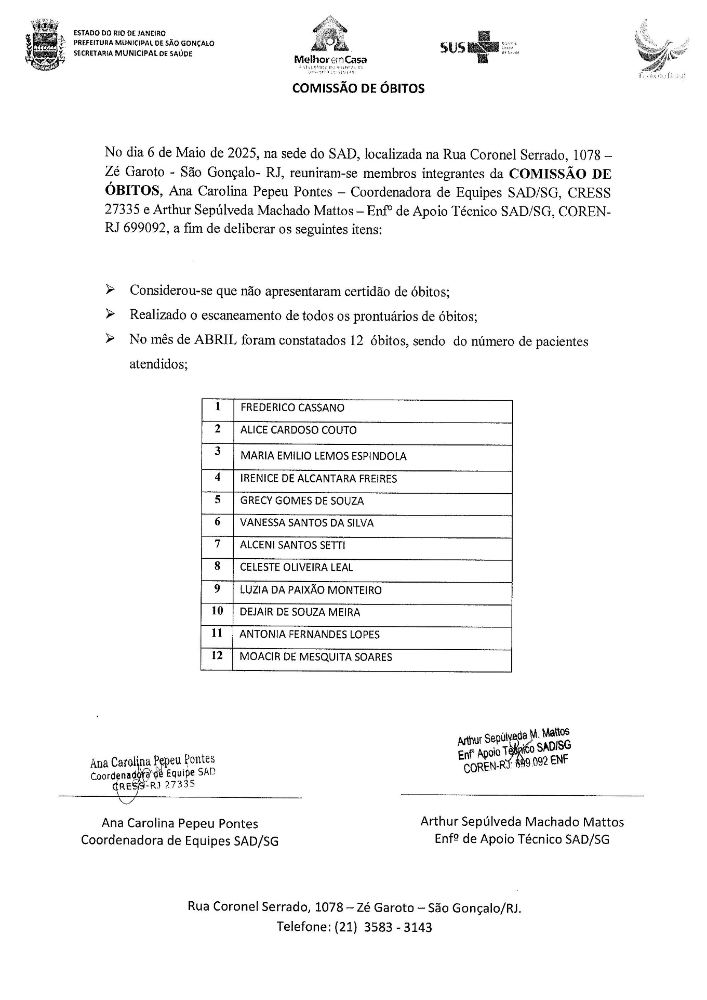 ESTADO DO RIO DE JANEIRO
PREFEITURA MUNICIPAL DE SÃO GONÇALO
SECRETARIA MUNICIPAL DE SAÚDE
Melhor em Casa
SUS
COMISSÃO DE ÓBITOS
No dia 6 de Maio de 2025, na sede do SAD, localizada na Rua Coronel Serrado, 1078 –
Zé Garoto - São Gonçalo- RJ, reuniram-se membros integrantes da COMISSÃO DE
ÓBITOS, Ana Carolina Pepeu Pontes – Coordenadora de Equipes SAD/SG, CRESS
27335 e Arthur Sepúlveda Machado Mattos – Enfº de Apoio Técnico SAD/SG, COREN-
RJ 699092, a fim de deliberar os seguintes itens:
➢ Considerou-se que não apresentaram certidão de óbitos;
➢ Realizado o escaneamento de todos os prontuários de óbitos;
➢ No mês de ABRIL foram constatados 12 óbitos, sendo do número de pacientes
atendidos;
1 FREDERICO CASSANO
2 ALICE CARDOSO COUTO
3 MARIA EMILIO LEMOS ESPINDOLA
4 IRENICE DE ALCANTARA FREIRES
5 GRECY GOMES DE SOUZA
6 VANESSA SANTOS DA SILVA
7 ALCENI SANTOS SETTI
8 CELESTE OLIVEIRA LEAL
9 LUZIA DA PAIXÃO MONTEIRO
10 DEJAIR DE SOUZA MEIRA
11 ANTONIA FERNANDES LOPES
12 MOACIR DE MESQUITA SOARES
Ana Carolina Pepeu Pontes
Coordenadora de Equipe SAD
CRESS-RJ 27335
Arthur Sepúlveda M. Mattos
Enfº Apoio Técnico SAD/SG
COREN-RJ: 699.092 ENF
Ana Carolina Pepeu Pontes
Coordenadora de Equipes SAD/SG
Arthur Sepúlveda Machado Mattos
Enfº de Apoio Técnico SAD/SG
Rua Coronel Serrado, 1078 – Zé Garoto – São Gonçalo/RJ.
Telefone: (21) 3583 - 3143